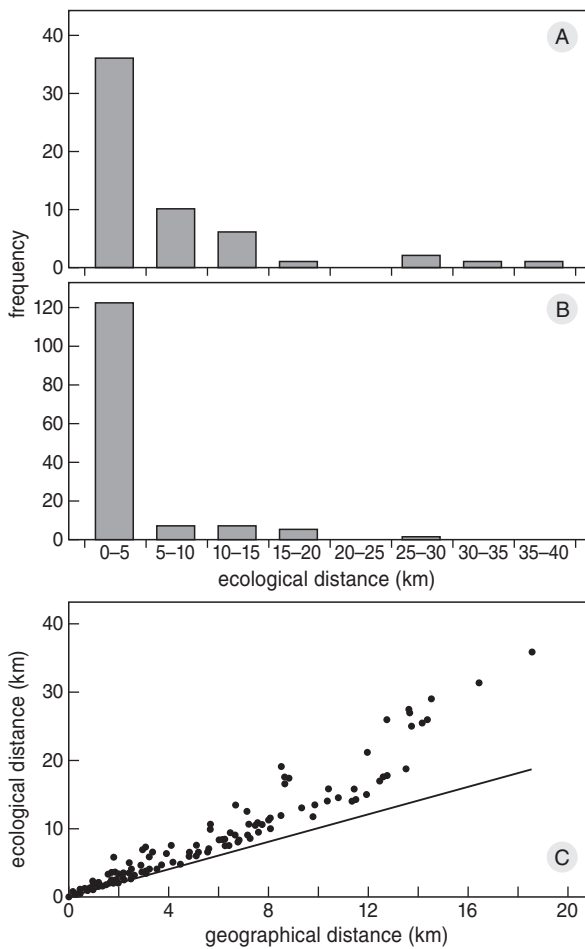 A
40
30
20
10
0
frequency
B
120
100
80
60
40
20
0
0–5 5–10 10–15 15–20 20–25 25–30 30–35 35–40
ecological distance (km)
40
30
20
10
0
ecological distance (km)
C
0 4 8 12 16 20
geographical distance (km)